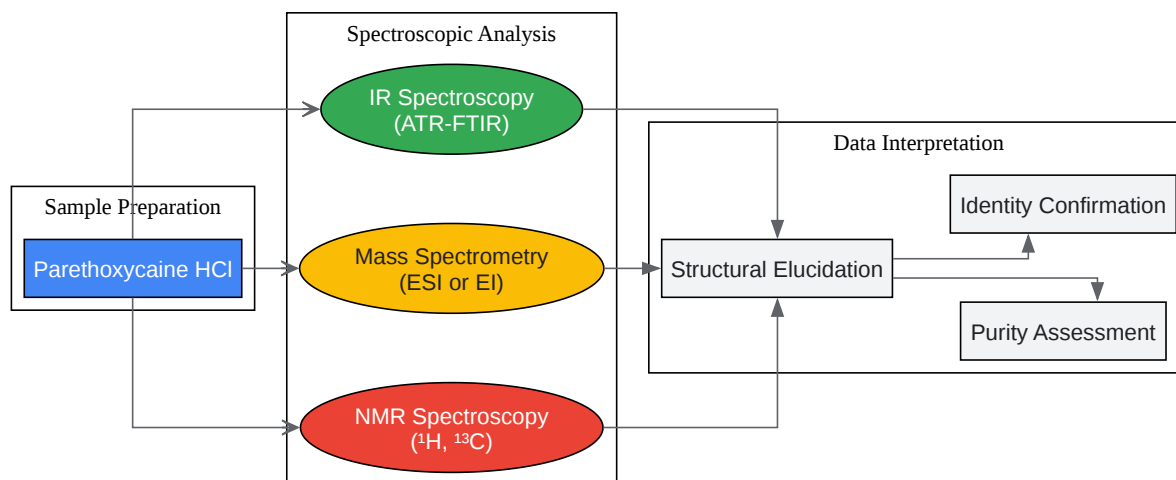 Spectroscopic Analysis
IR Spectroscopy
(ATR-FTIR)
Data Interpretation
Sample Preparation
Identity Confirmation
Parethoxycaine HCl
Mass Spectrometry
(ESI or EI)
Structural Elucidation
Purity Assessment
NMR Spectroscopy
(¹H, ¹³C)